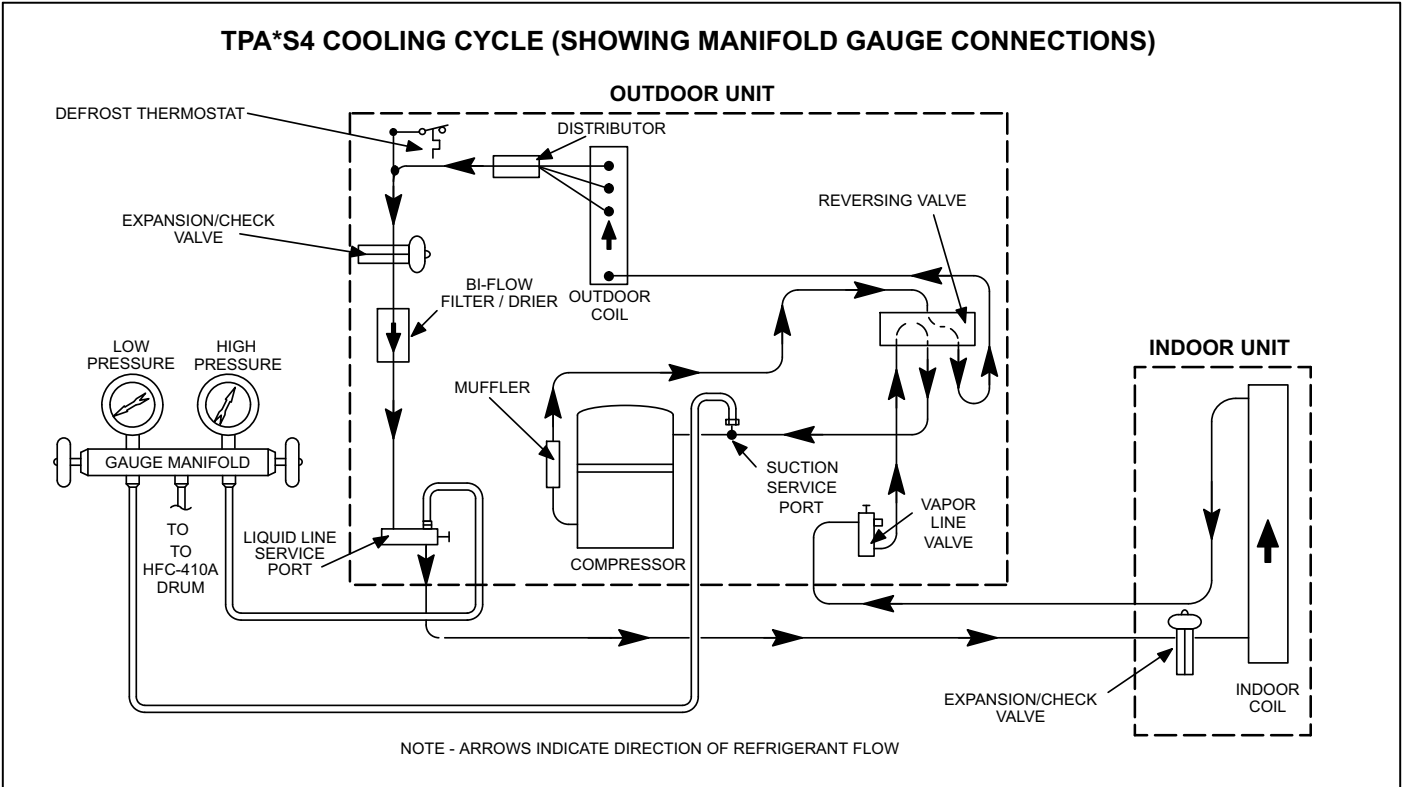 TPA*S4 COOLING CYCLE (SHOWING MANIFOLD GAUGE CONNECTIONS)
OUTDOOR UNIT
DEFROST THERMOSTAT
DISTRIBUTOR
REVERSING VALVE
EXPANSION/CHECK
VALVE
BI-FLOW
FILTER / DRIER
OUTDOOR
COIL
LOW
PRESSURE
HIGH
PRESSURE
INDOOR UNIT
MUFFLER
GAUGE MANIFOLD
SUCTION
SERVICE
PORT
VAPOR
LINE
VALVE
TO
TO
HFC-410A
DRUM
LIQUID LINE
SERVICE
PORT
COMPRESSOR
EXPANSION/CHECK
VALVE
INDOOR
COIL
NOTE - ARROWS INDICATE DIRECTION OF REFRIGERANT FLOW